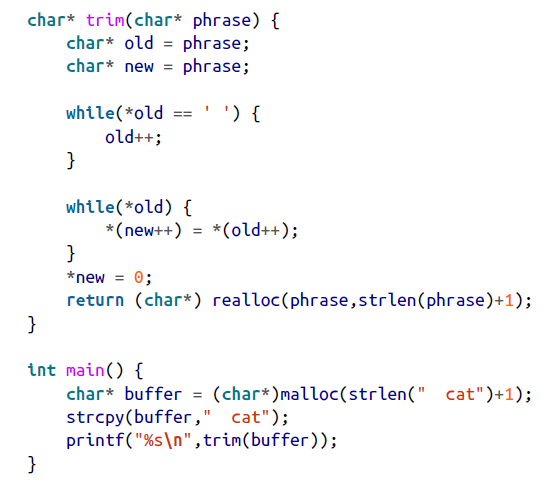 char* trim(char* phrase) {
    char* old = phrase;
    char* new = phrase;

    while(*old == ' ') {
        old++;
    }

    while(*old) {
        *(new++) = *(old++);
    }
    *new = 0;
    return (char*) realloc(phrase,strlen(phrase)+1);
}

int main() {
    char* buffer = (char*)malloc(strlen("  cat")+1);
    strcpy(buffer,"  cat");
    printf("%s\n",trim(buffer));
}